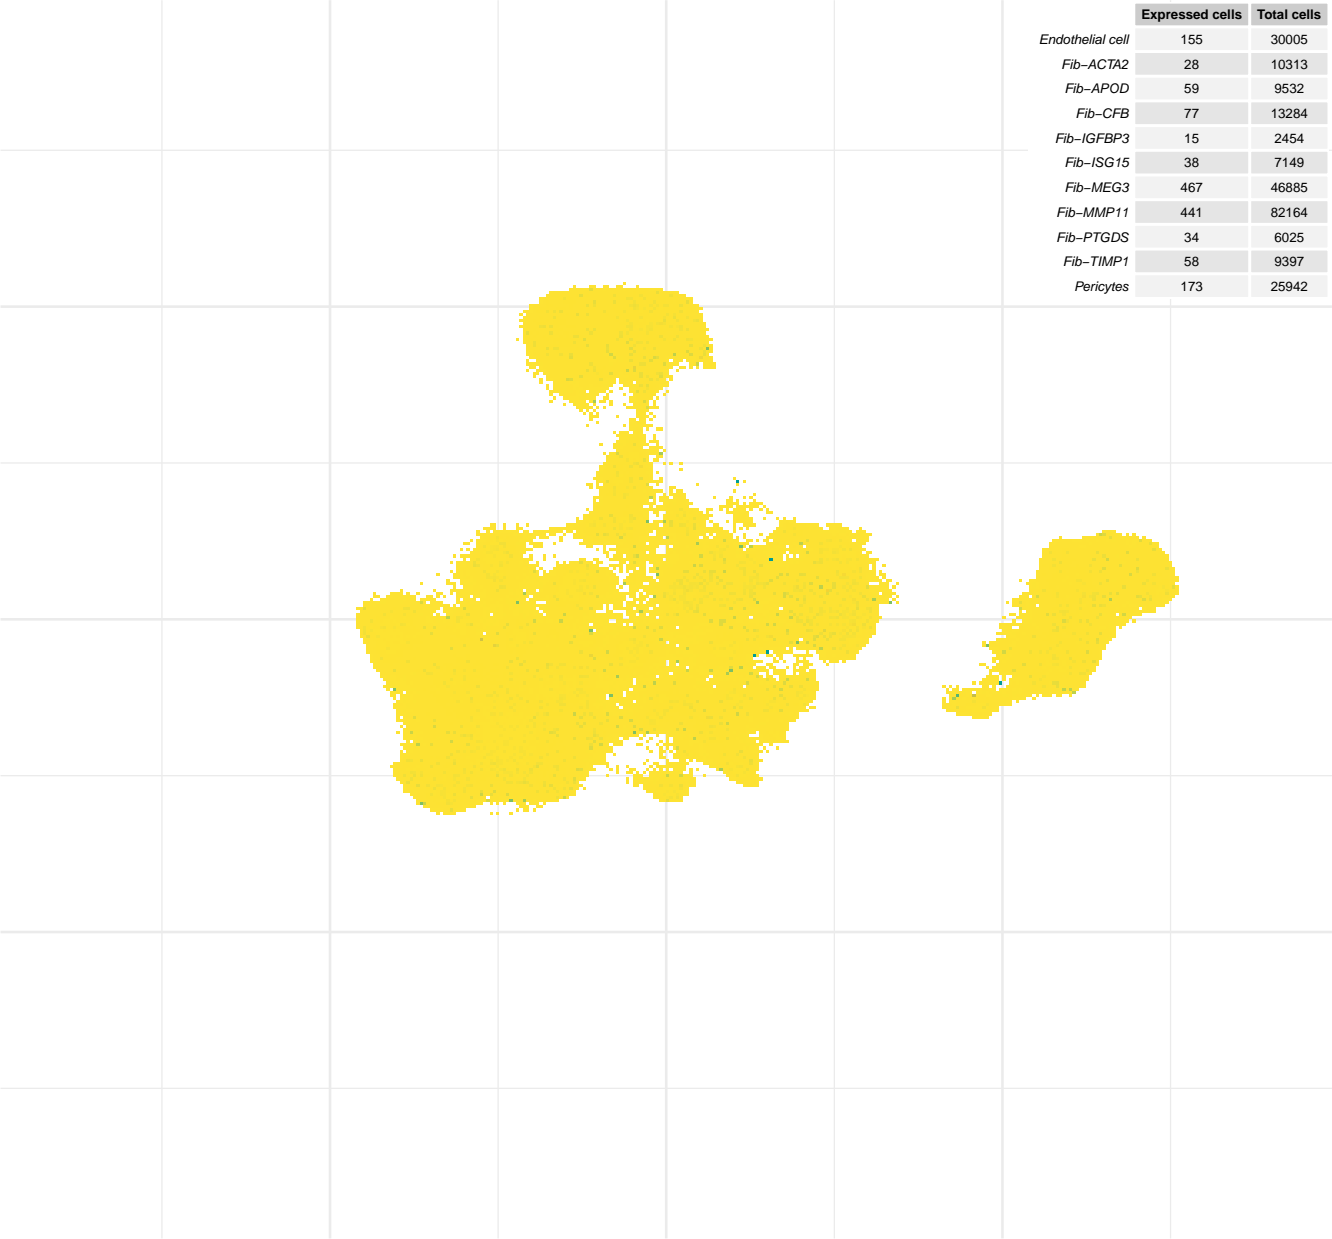 Expressed cells Total cells
Endothelial cell 155 30005
Fib−ACTA2 28 10313
Fib−APOD 59 9532
Fib−CFB 77 13284
Fib−IGFBP3 15 2454
Fib−ISG15 38 7149
Fib−MEG3 467 46885
Fib−MMP11 441 82164
Fib−PTGDS 34 6025
Fib−TIMP1 58 9397
Pericytes 173 25942